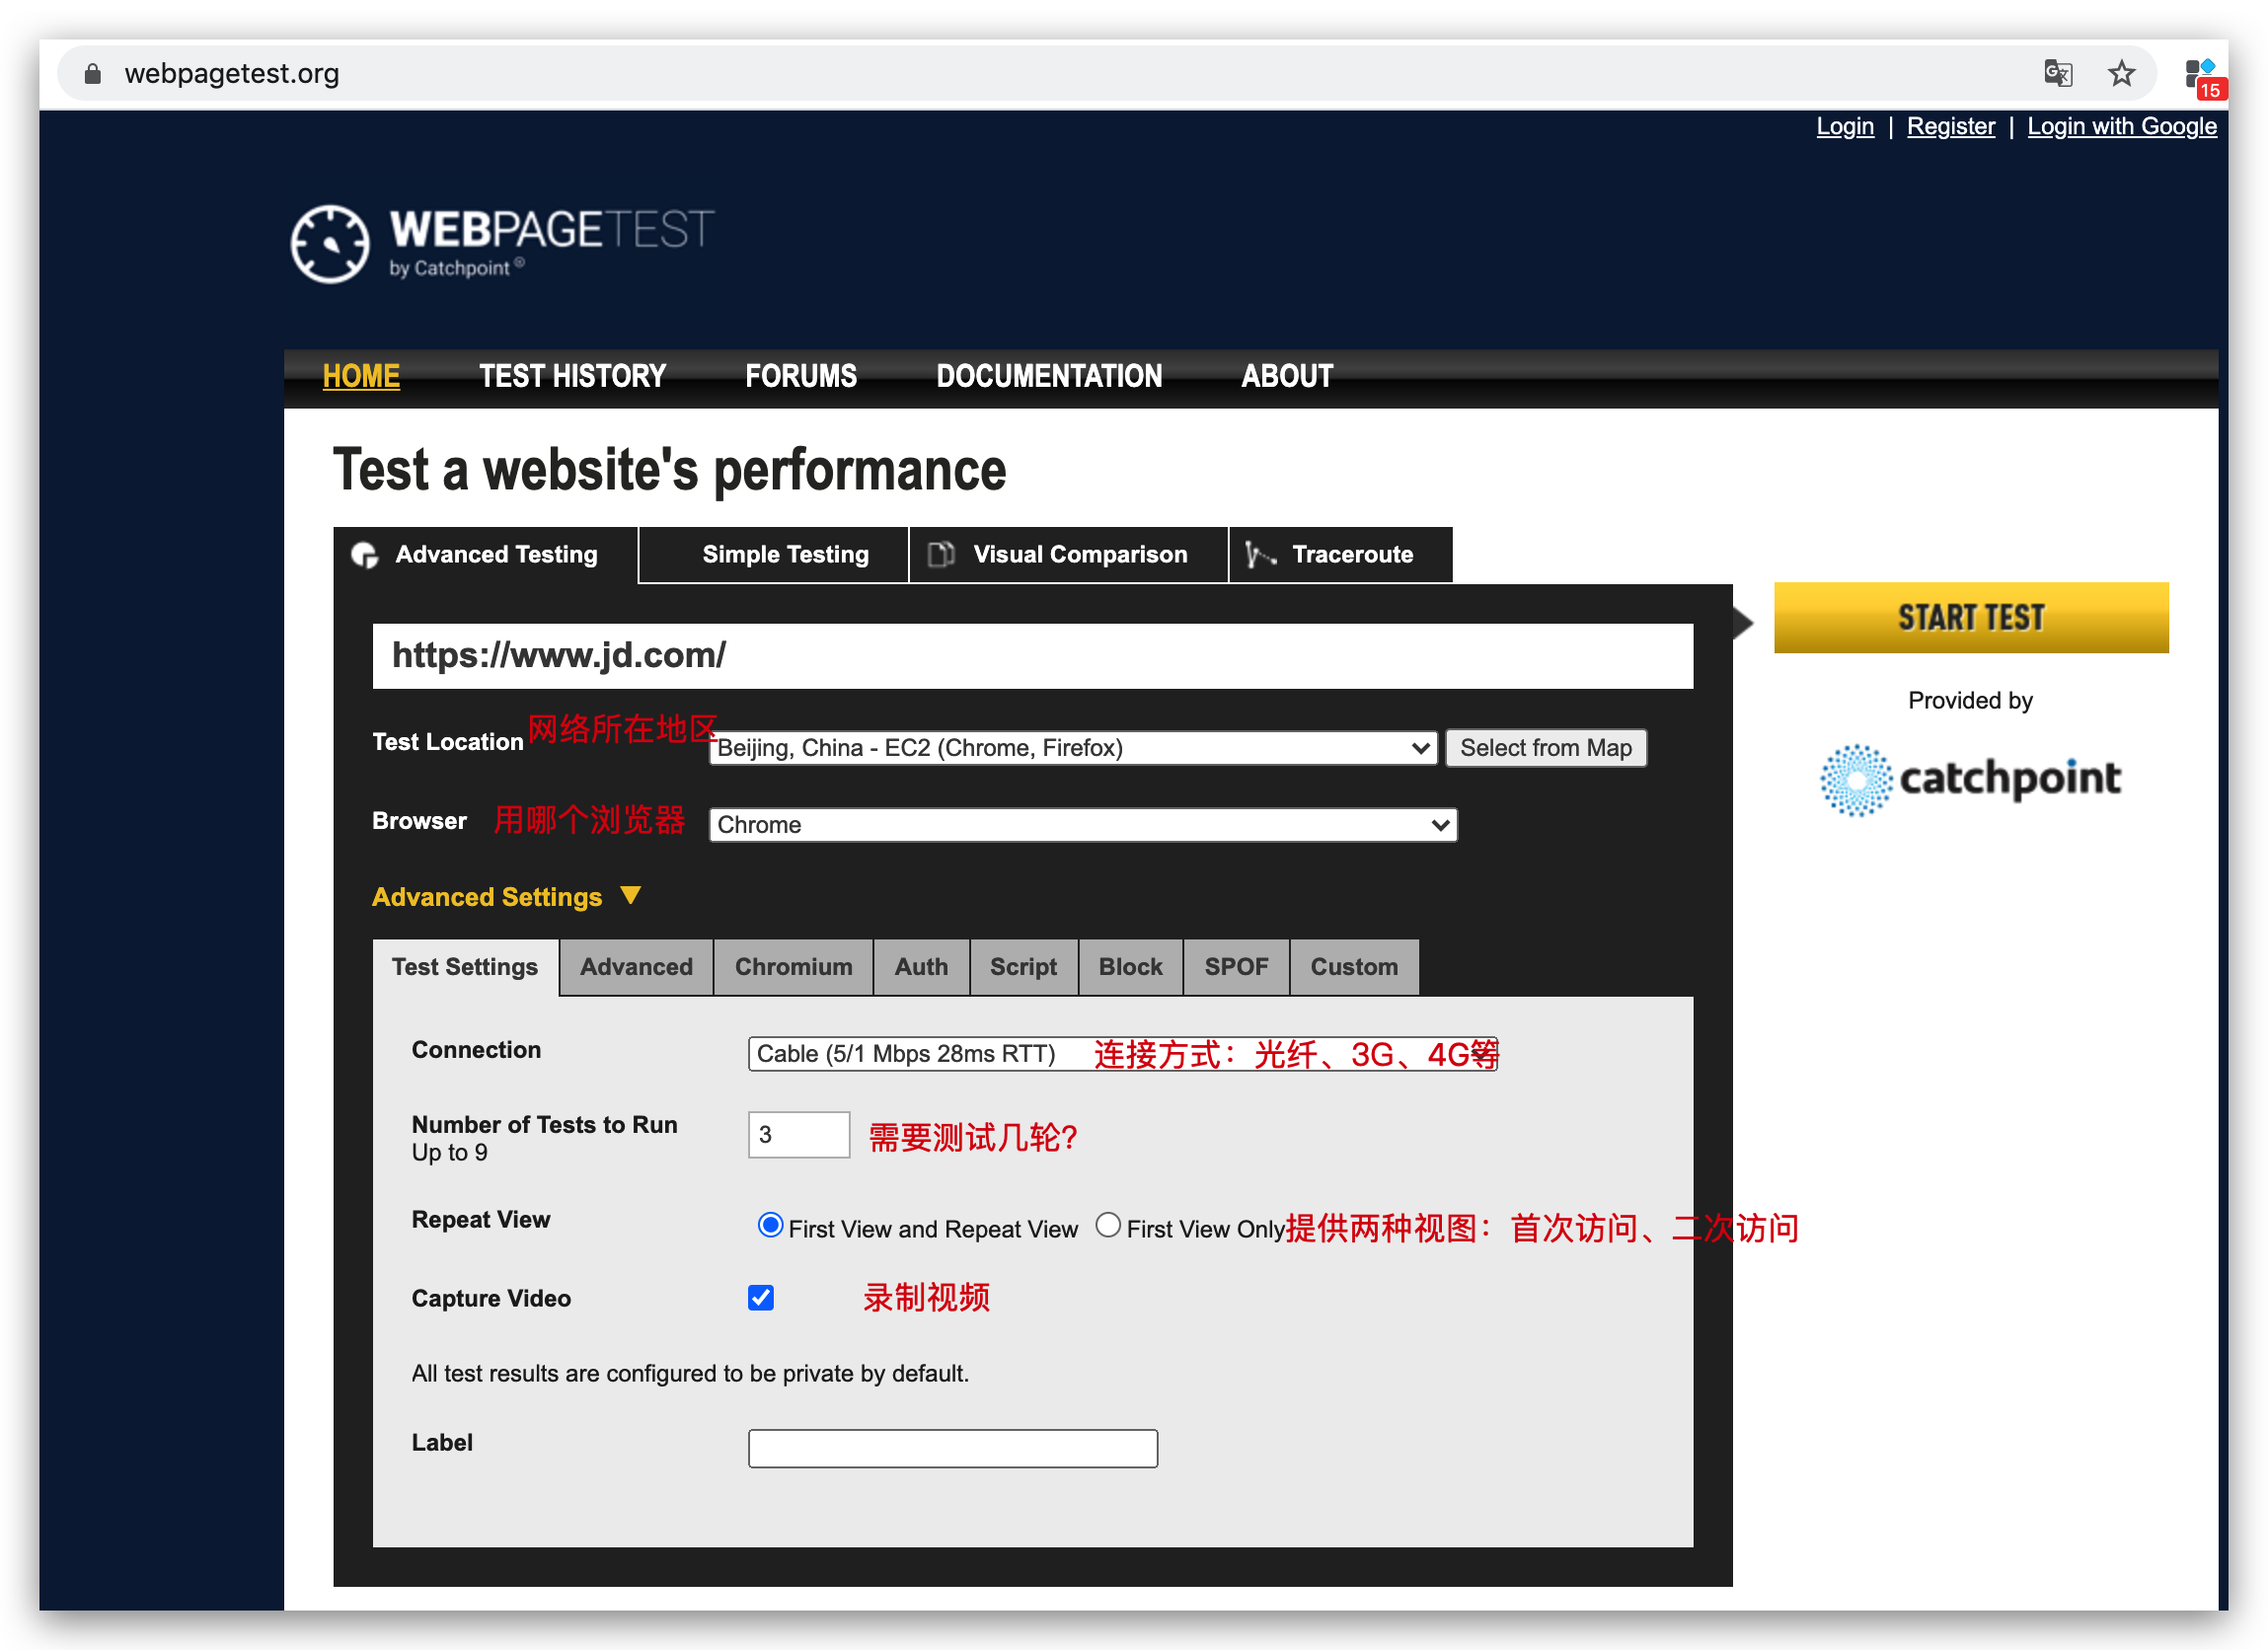 webpagetest.org
15
Login | Register | Login with Google
WEBPAGETEST
by Catchpoint®
HOME TEST HISTORY FORUMS DOCUMENTATION ABOUT
Test a website's performance
Advanced Testing Simple Testing Visual Comparison Traceroute
START TEST
https://www.jd.com/
Provided by
catchpoint
Test Location 网络所在地区 Beijing, China - EC2 (Chrome, Firefox) Select from Map
Browser 用哪个浏览器 Chrome
Advanced Settings ▼
Test Settings Advanced Chromium Auth Script Block SPOF Custom
Connection Cable (5/1 Mbps 28ms RTT) 连接方式：光纤、3G、4G等
Number of Tests to Run 3 需要测试几轮?
Up to 9
Repeat View First View and Repeat View First View Only 提供两种视图：首次访问、二次访问
Capture Video 录制视频
All test results are configured to be private by default.
Label